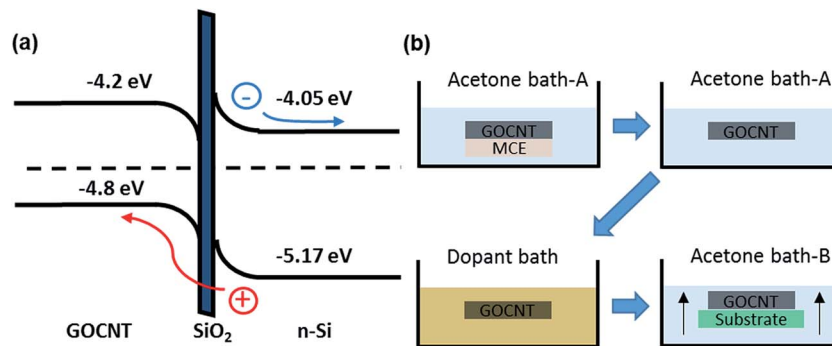 (a)
-4.2 eV
-
-4.05 eV
-4.8 eV
-5.17 eV
+
GOCNT
SiO₂
n-Si
(b)
Acetone bath-A
GOCNT
MCE
Acetone bath-A
GOCNT
Dopant bath
GOCNT
Acetone bath-B
GOCNT
Substrate